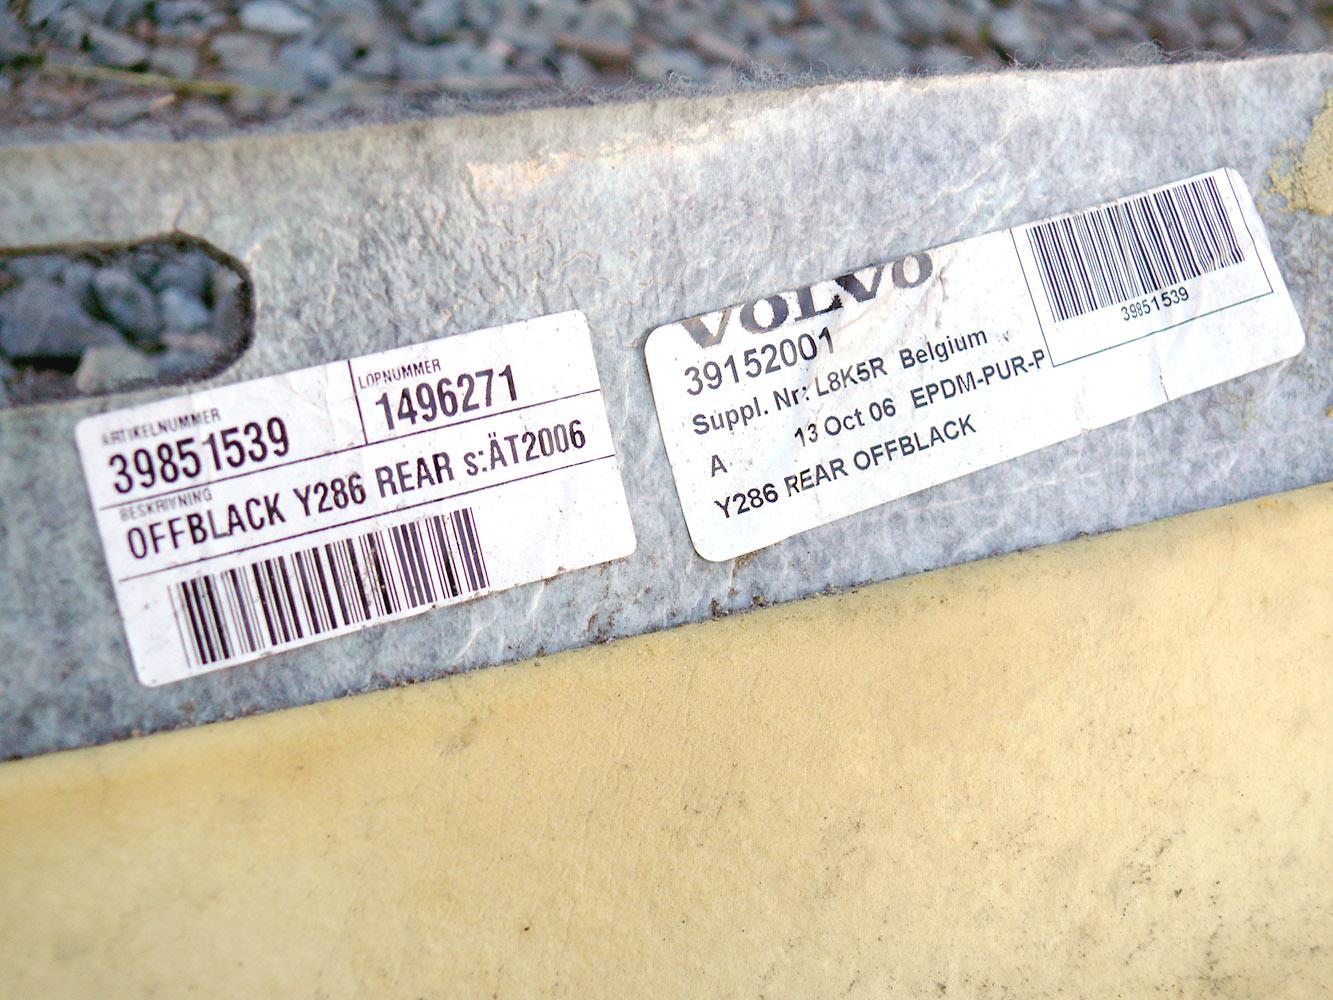 ARTIKELNUMMER
39851539
LÖPNUMMER
1496271
BESKRIVNING
OFFBLACK Y286 REAR s:ÄT2006
VOLVO
39152001
Suppl. Nr: L8K5R Belgium
13 Oct 06 EPDM-PUR-P
A
Y286 REAR OFFBLACK
39851539